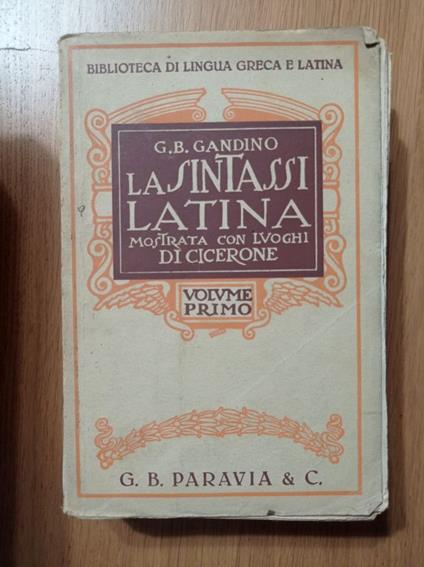 BIBLIOTECA DI LINGUA GRECA E LATINA
G. B. GANDINO
LA SINTASSI
LATINA
MOSTRATA CON LVOGHI
DI CICERONE
VOLVME
PRIMO
G. B. PARAVIA & C.